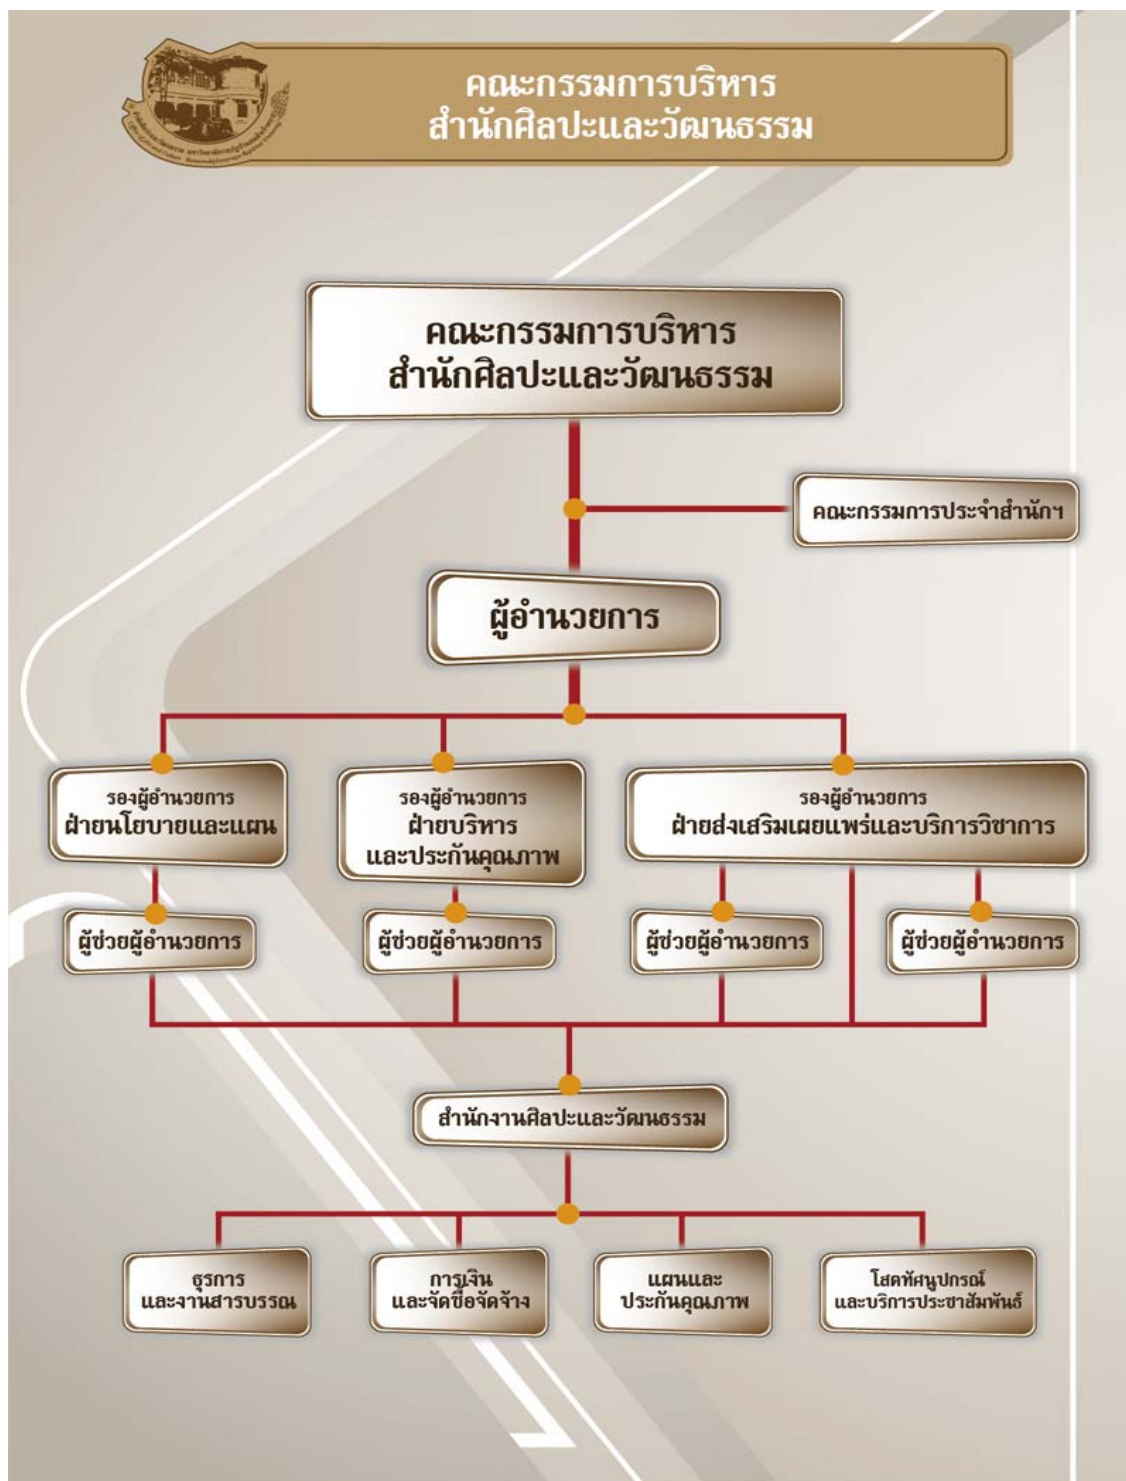 คณะกรรมการบริหาร
สำนักศิลปะและวัฒนธรรม
คณะกรรมการบริหาร
สำนักศิลปะและวัฒนธรรม
คณะกรรมการประจำสำนักฯ
ผู้อำนวยการ
รองผู้อำนวยการ
ฝ่ายนโยบายและแผน
รองผู้อำนวยการ
ฝ่ายบริหาร
และประกันคุณภาพ
รองผู้อำนวยการ
ฝ่ายส่งเสริมเผยแพร่และบริการวิชาการ
ผู้ช่วยผู้อำนวยการ
ผู้ช่วยผู้อำนวยการ
ผู้ช่วยผู้อำนวยการ
ผู้ช่วยผู้อำนวยการ
สำนักงานศิลปะและวัฒนธรรม
ธุรการ
และงานสารบรรณ
การเงิน
และจัดซื้อจัดจ้าง
แผนและ
ประกันคุณภาพ
โสตทัศนูปกรณ์
และบริการประชาสัมพันธ์